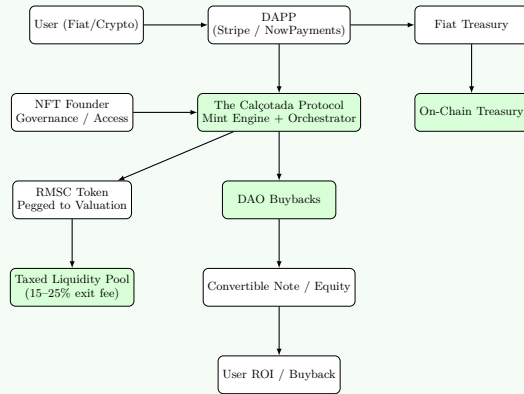 User (Fiat/Crypto)
DAPP
(Stripe / NowPayments)
Fiat Treasury
NFT Founder
Governance / Access
The Calçotada Protocol
Mint Engine + Orchestrator
On-Chain Treasury
RMSC Token
Pegged to Valuation
DAO Buybacks
Taxed Liquidity Pool
(15–25% exit fee)
Convertible Note / Equity
User ROI / Buyback